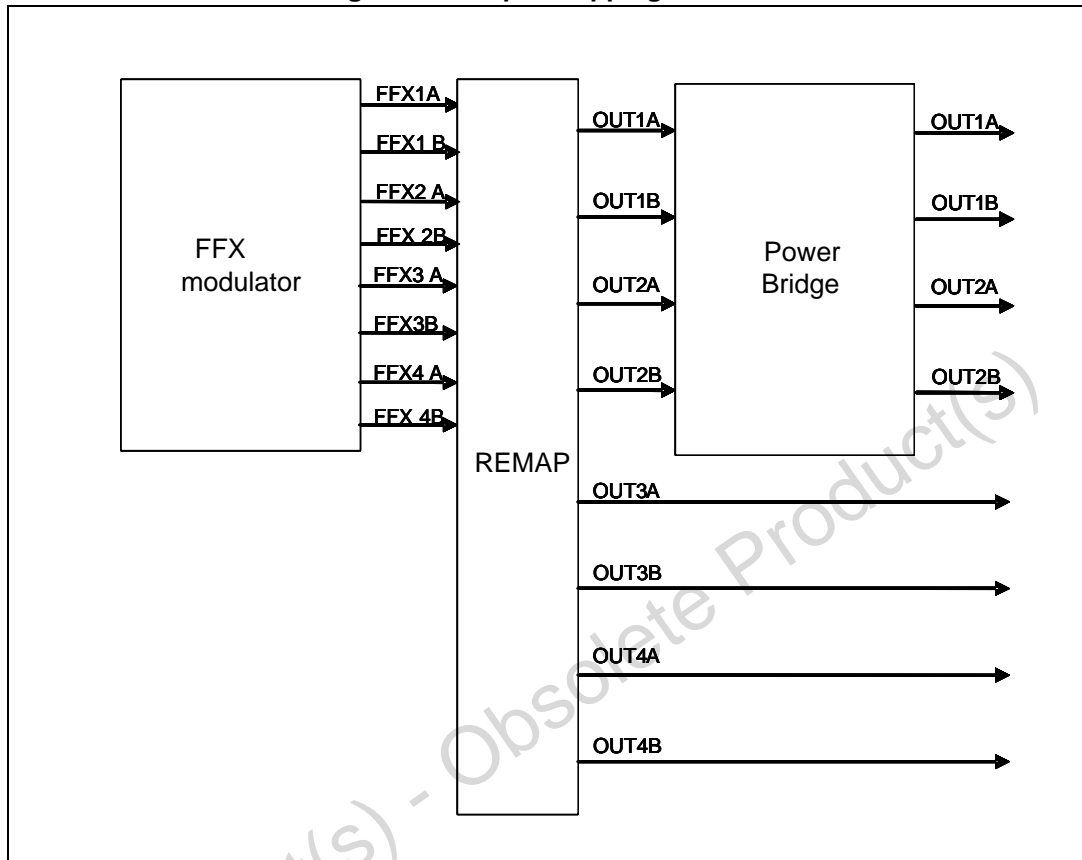 FFX modulator
FFX1A
FFX1 B
FFX2 A
FFX 2B
FFX3 A
FFX3B
FFX4 A
FFX 4B
REMAP
OUT1A
OUT1B
OUT2A
OUT2B
OUT3A
OUT3B
OUT4A
OUT4B
Power
Bridge
OUT1A
OUT1B
OUT2A
OUT2B
- Obsolete Product(s)